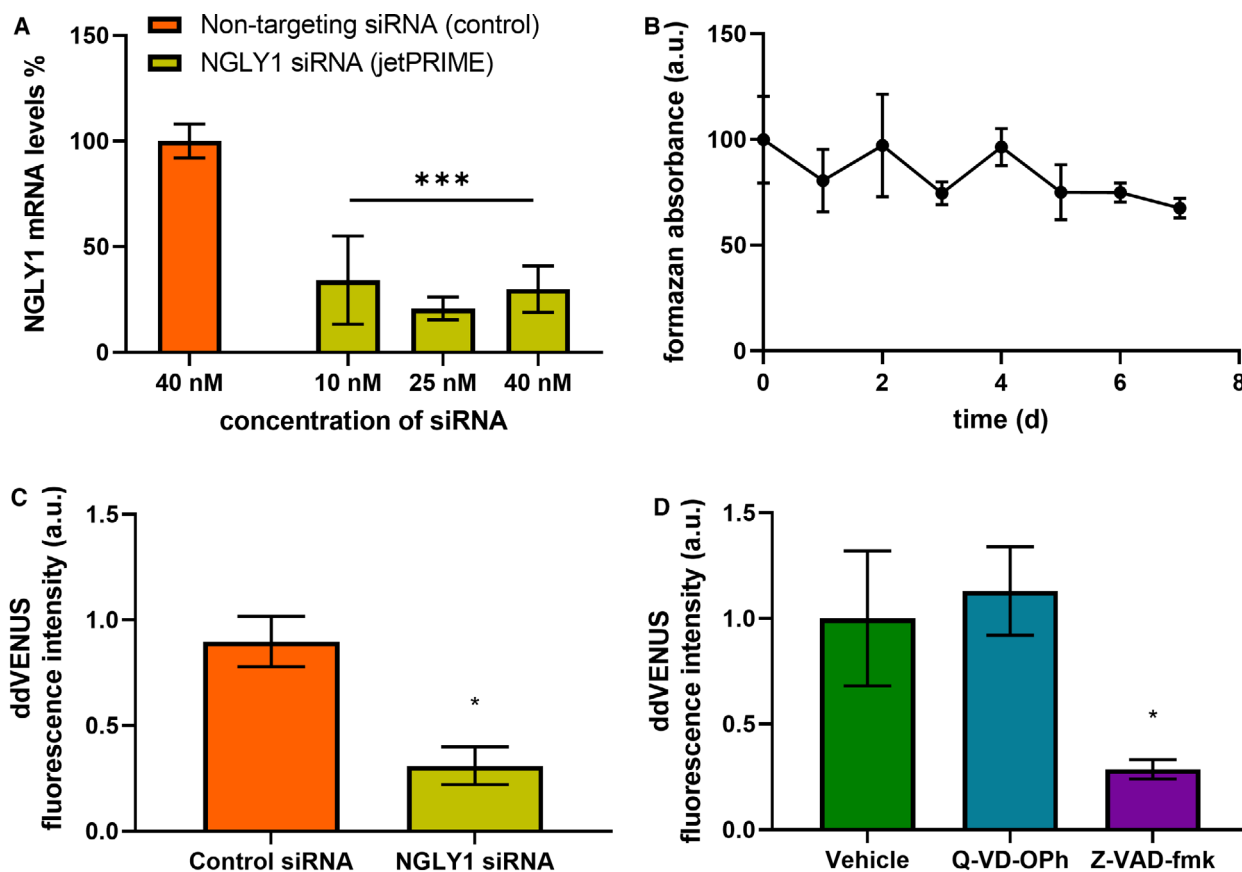 A
Non-targeting siRNA (control)
NGLY1 siRNA (jetPRIME)
NGLY1 mRNA levels %
150
100
50
0
***
40 nM 10 nM 25 nM 40 nM
concentration of siRNA
B
formazan absorbance (a.u.)
150
100
50
0
0 2 4 6 8
time (d)
C
ddVENUS
fluorescence intensity (a.u.)
1.5
1.0
0.5
0.0
*
Control siRNA NGLY1 siRNA
D
ddVENUS
fluorescence intensity (a.u.)
1.5
1.0
0.5
0.0
*
Vehicle Q-VD-OPh Z-VAD-fmk